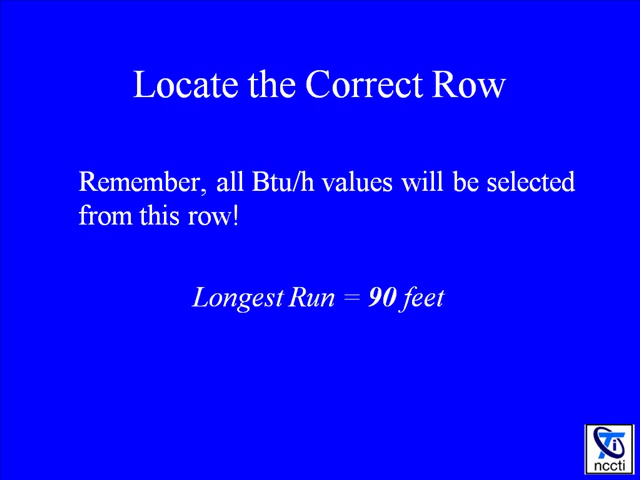 Locate the Correct Row
Remember, all Btu/h values will be selected
from this row!
Longest Run = 90 feet
Ti
nccti